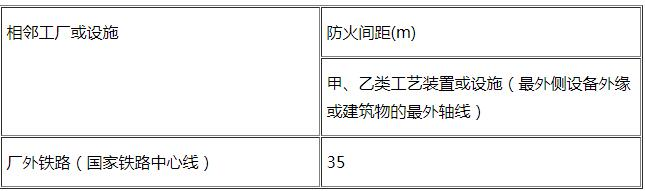 相邻工厂或设施
防火间距(m)
甲、乙类工艺装置或设施（最外侧设备外缘
或建筑物的最外轴线）
厂外铁路（国家铁路中心线）
35